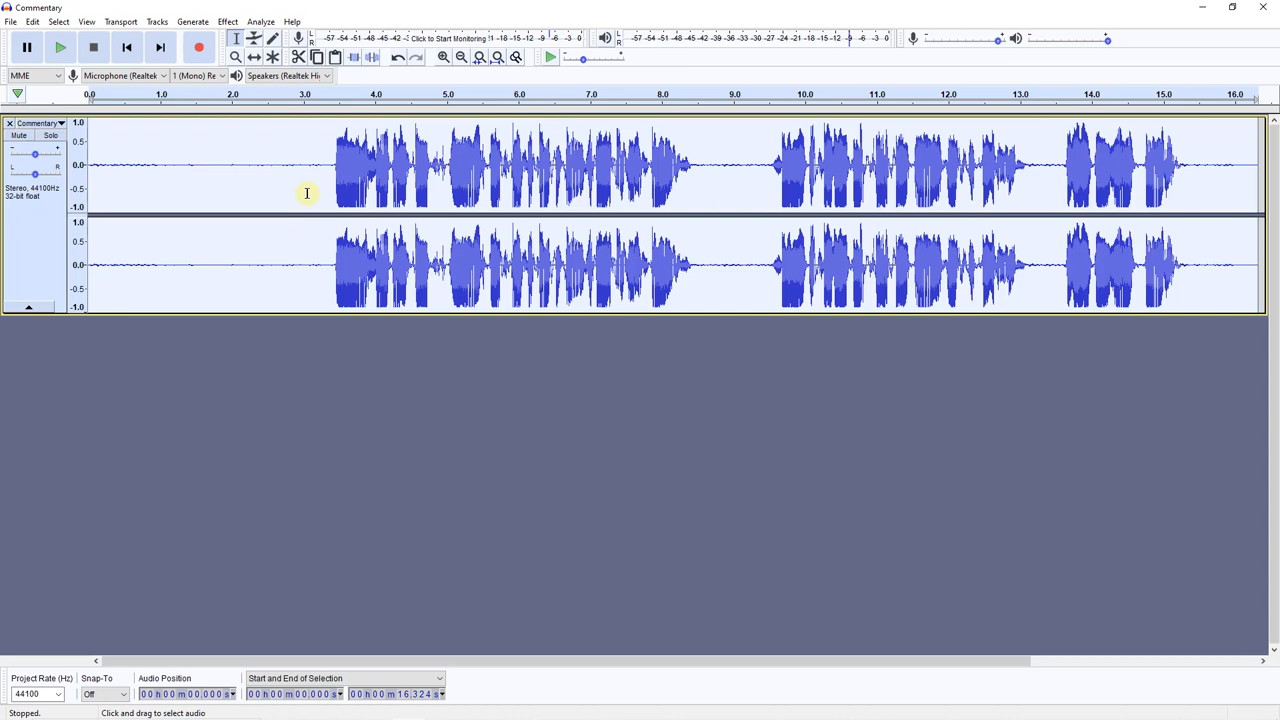 Commentary
File Edit Select View Transport Tracks Generate Effect Analyze Help
L R -57 -54 -51 -48 -45 -42 -3 Click to Start Monitoring !1 -18 -15 -12 -9 -6 -3 0
L R -57 -54 -51 -48 -45 -42 -39 -36 -33 -30 -27 -24 -21 -18 -15 -12 -9 -6 -3 0
MME Microphone (Realtek 1 (Mono) Re Speakers (Realtek Hi
0.0 1.0 2.0 3.0 4.0 5.0 6.0 7.0 8.0 9.0 10.0 11.0 12.0 13.0 14.0 15.0 16.0
Commentary
Mute Solo
- +
L R
Stereo, 44100Hz
32-bit float
1.0
0.5
0.0
-0.5
-1.0
1.0
0.5
0.0
-0.5
-1.0
Project Rate (Hz) Snap-To Audio Position Start and End of Selection
44100 Off 00 h 00 m 00.000 s 00 h 00 m 00.000 s 00 h 00 m 16.324 s
Stopped. Click and drag to select audio